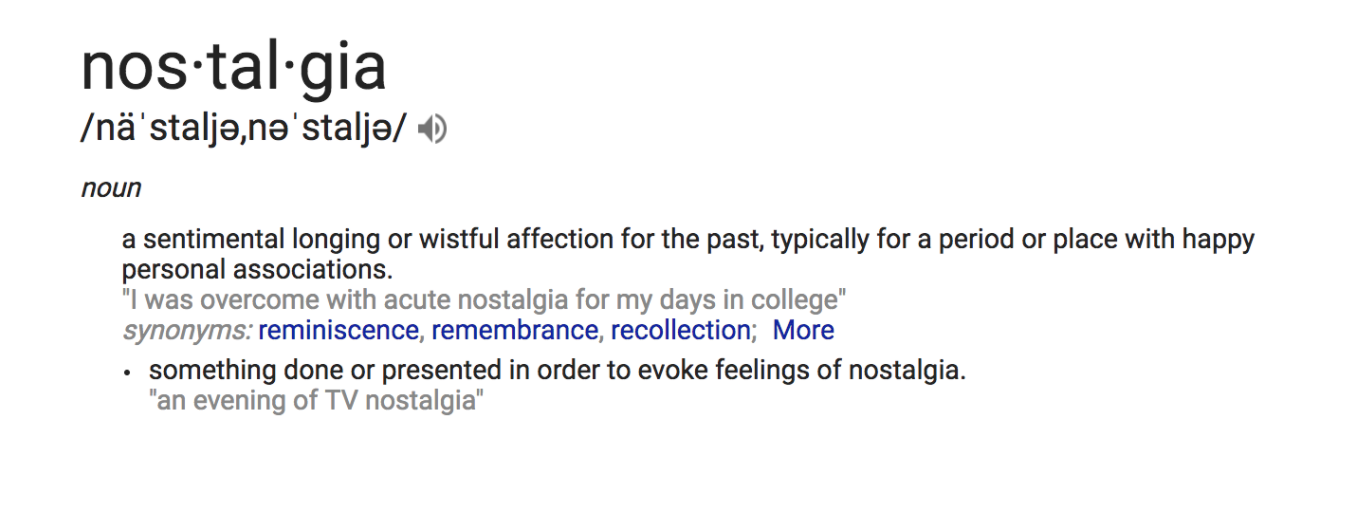 nos·tal·gia
/näˈstaljə,nəˈstaljə/
noun
a sentimental longing or wistful affection for the past, typically for a period or place with happy
personal associations.
"I was overcome with acute nostalgia for my days in college"
synonyms: reminiscence, remembrance, recollection; More
• something done or presented in order to evoke feelings of nostalgia.
"an evening of TV nostalgia"